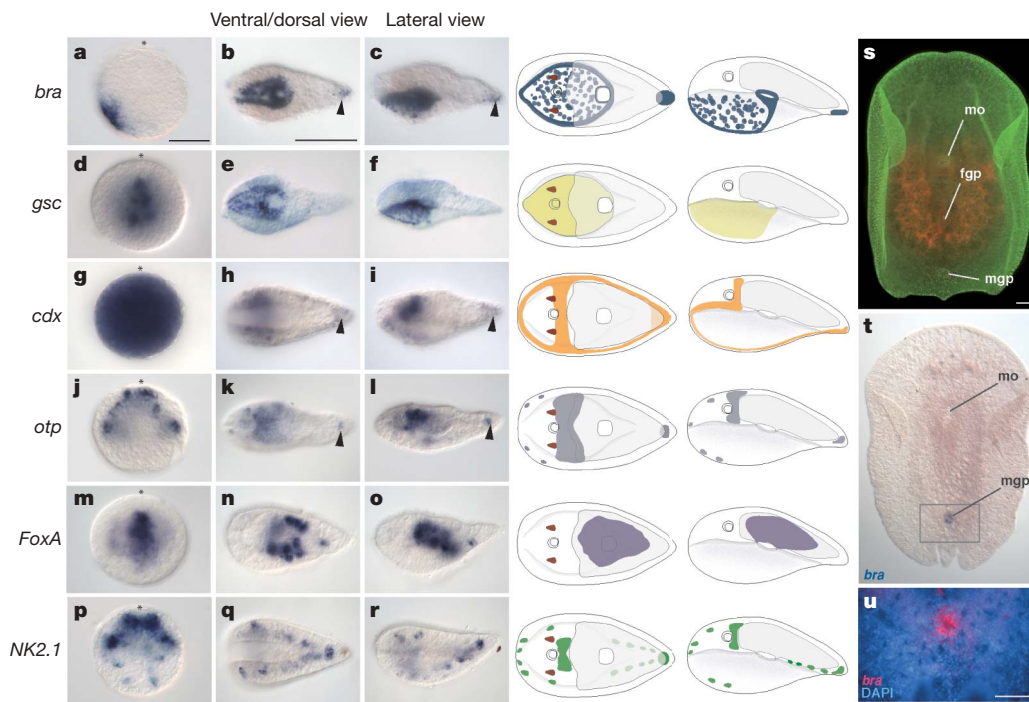 Ventral/dorsal view Lateral view
a b c s
bra
*
mo
fgp
d e f
gsc
*
mgp
g h i
cdx
*
t
j k l
otp
*
mo
mgp
m n o
FoxA
*
bra
p q r
NK2.1
*
u
bra
DAPI